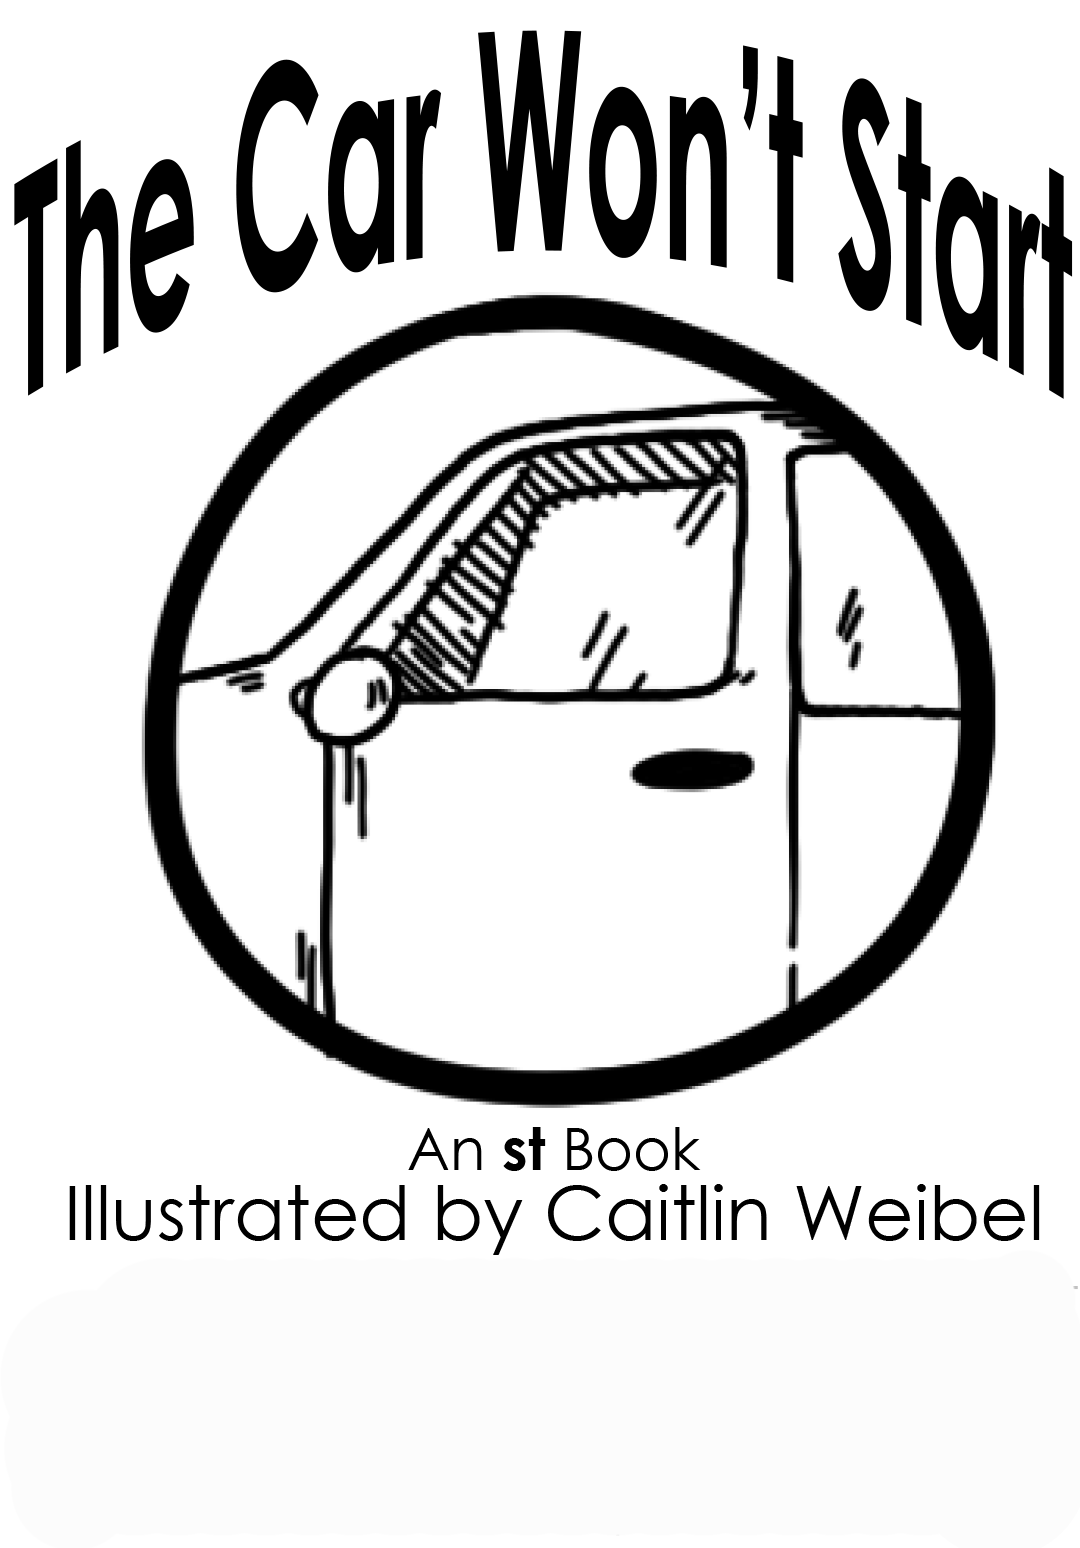 The Car Won't Start
An st Book
Illustrated by Caitlin Weibel